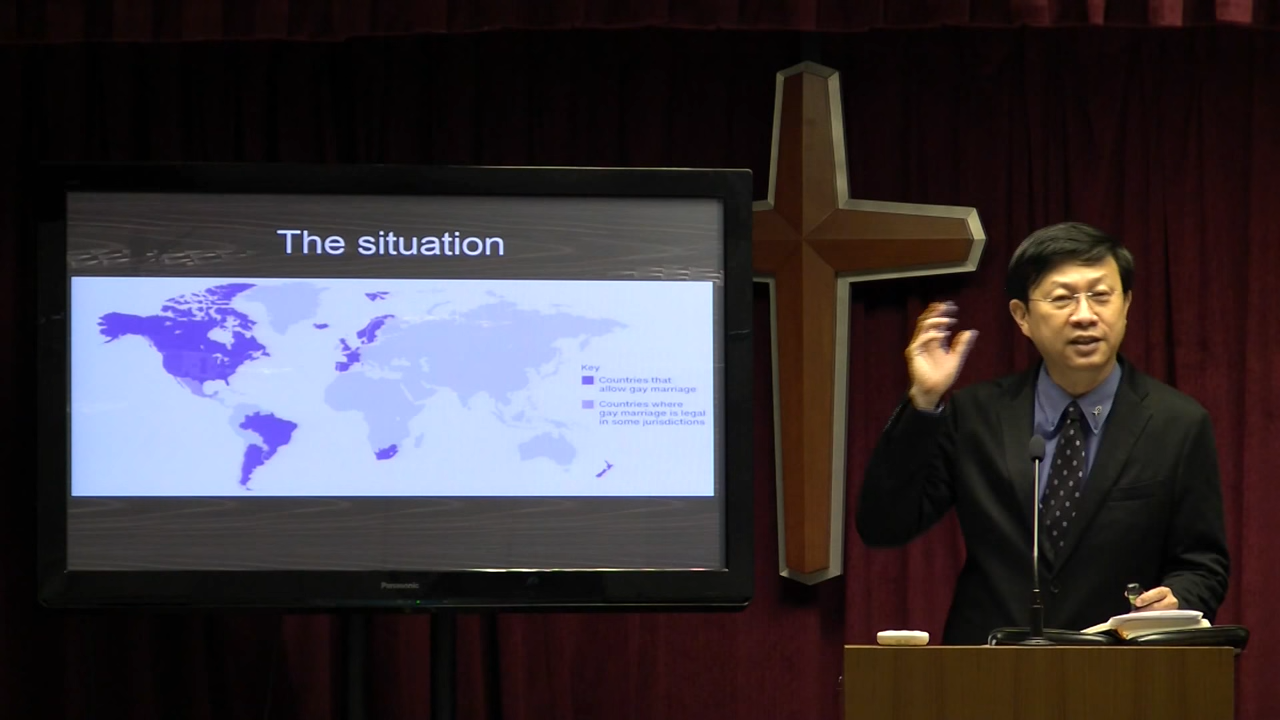 The situation
Key
Countries that
allow gay marriage
Countries where
gay marriage is legal
in some jurisdictions
Panasonic